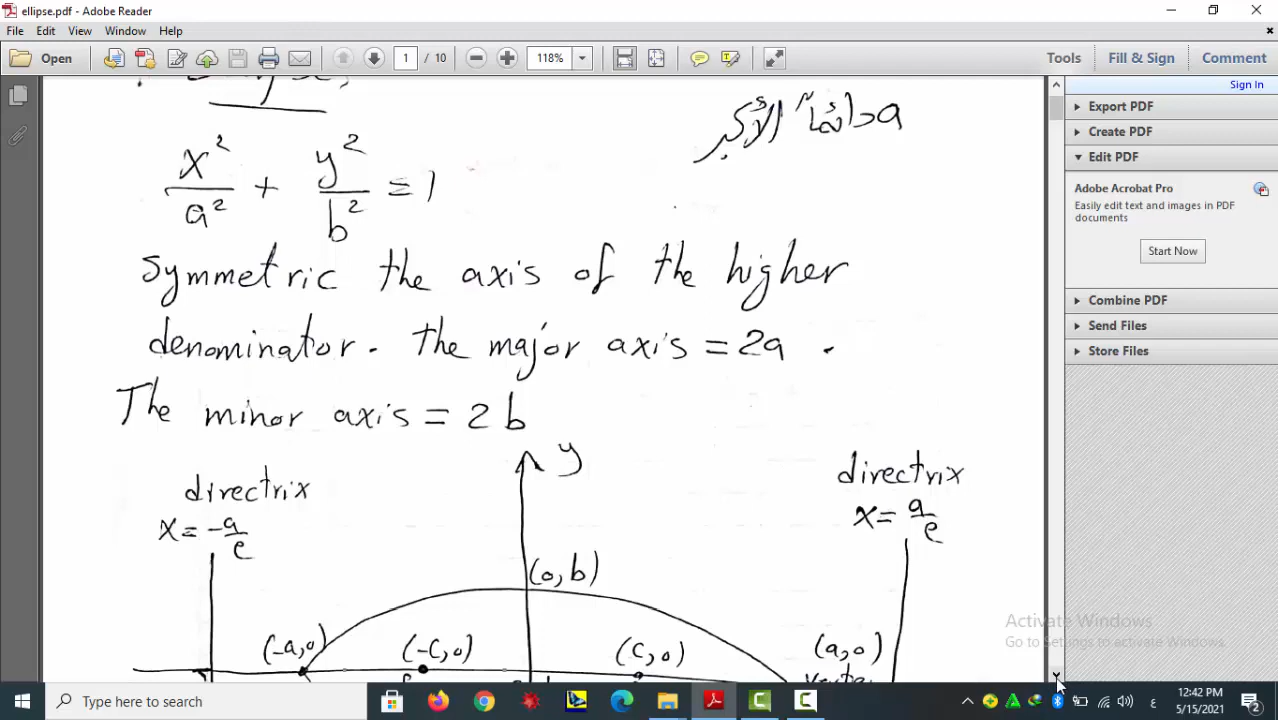 ellipse.pdf - Adobe Reader
File Edit View Window Help
Open 1 / 10 118% Tools Fill & Sign Comment
Sign In
Export PDF
Create PDF
Edit PDF
Adobe Acrobat Pro
Easily edit text and images in PDF
documents
Start Now
Combine PDF
Send Files
Store Files
a دائماً الأكبر
x²/a² + y²/b² = 1
Symmetric the axis of the higher
denominator. The major axis = 2a.
The minor axis = 2b
y
directrix
x = -a/e
directrix
x = a/e
(0, b)
(-a, 0) (-c, 0) (c, 0) (a, 0)
Activate Windows
Go to Settings to activate Windows.
Type here to search
ع
12:42 PM
5/15/2021
2